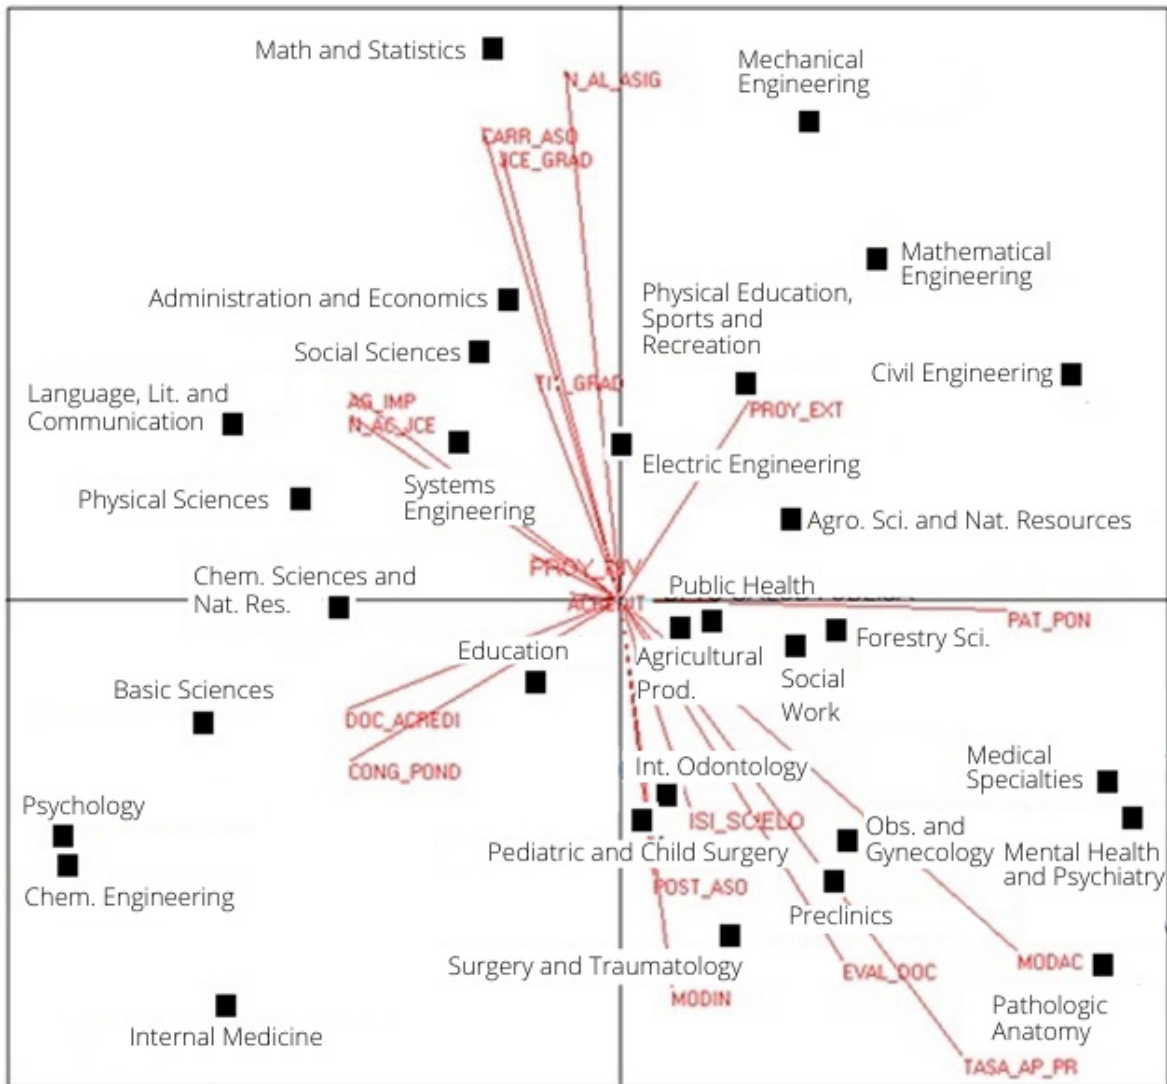 Math and Statistics
N_AL_ASIG
Mechanical
Engineering
CARR_ASO
JCE_GRAD
Mathematical
Engineering
Physical Education,
Sports and
Recreation
Administration and Economics
Social Sciences
Civil Engineering
TIT_GRAD
Language, Lit. and
Communication
AG_IMP
N_AC_JCE
PROY_EXT
Electric Engineering
Systems
Engineering
Physical Sciences
Agro. Sci. and Nat. Resources
PROY_INV
Chem. Sciences and
Nat. Res.
Public Health
ACREDIT
PAT_PON
Education
Agricultural
Prod.
Forestry Sci.
Social
Work
Basic Sciences
DOC_ACREDI
CONG_POND
Int. Odontology
Medical
Specialties
Psychology
ISI_SCIELO
Obs. and
Gynecology
Pediatric and Child Surgery
Mental Health
and Psychiatry
Chem. Engineering
POST_ASO
Preclinics
Surgery and Traumatology
EVAL_DOC
MODAC
MODIN
Pathologic
Anatomy
Internal Medicine
TASA_AP_PR